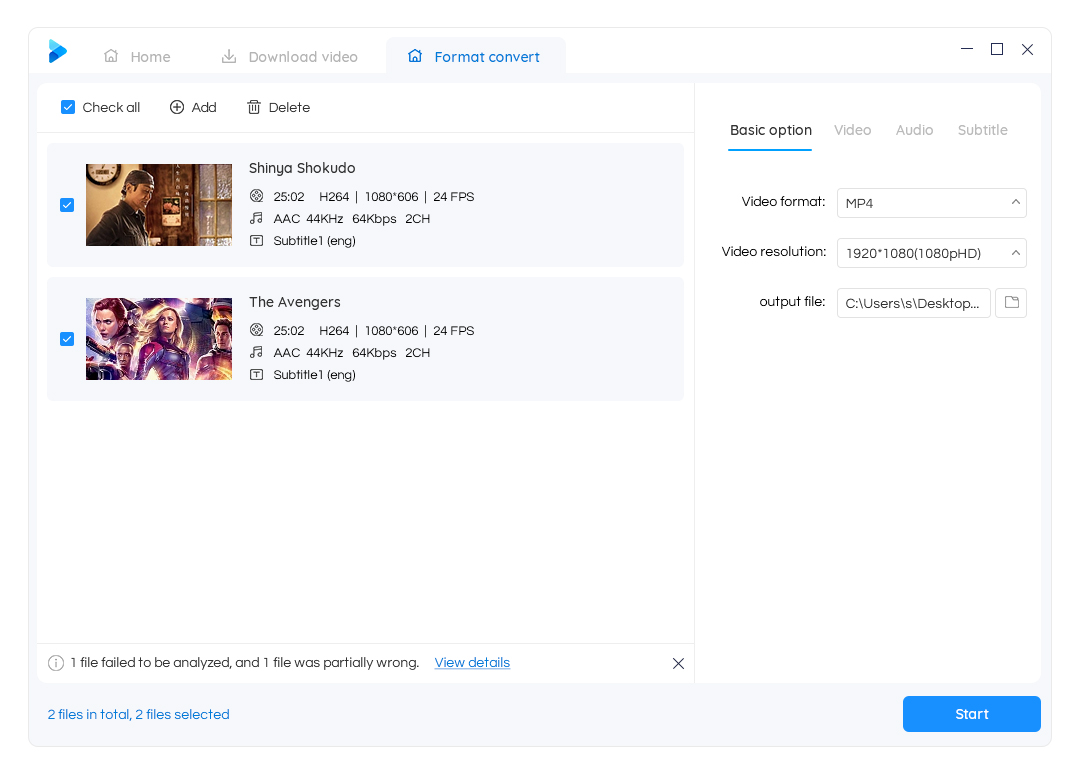 Home
Download video
Format convert
Check all
Add
Delete
Shinya Shokudo
25:02 H264 | 1080*606 | 24 FPS
AAC 44KHz 64Kbps 2CH
Subtitle1 (eng)
The Avengers
25:02 H264 | 1080*606 | 24 FPS
AAC 44KHz 64Kbps 2CH
Subtitle1 (eng)
1 file failed to be analyzed, and 1 file was partially wrong. View details
2 files in total, 2 files selected
Basic option
Video
Audio
Subtitle
Video format: MP4
Video resolution: 1920*1080(1080pHD)
output file: C:\Users\s\Desktop...
Start